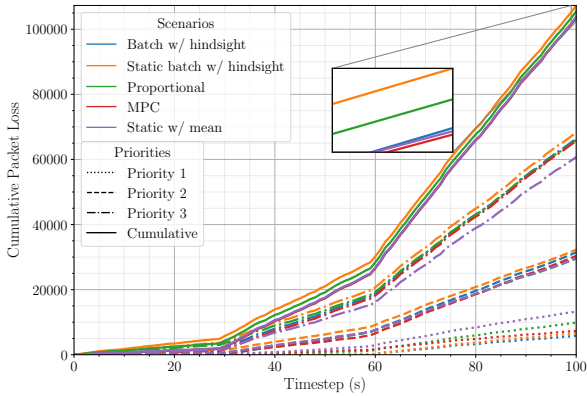 Cumulative Packet Loss
100000
80000
60000
40000
20000
0
Scenarios
Batch w/ hindsight
Static batch w/ hindsight
Proportional
MPC
Static w/ mean
Priorities
Priority 1
Priority 2
Priority 3
Cumulative
0 20 40 60 80 100
Timestep (s)